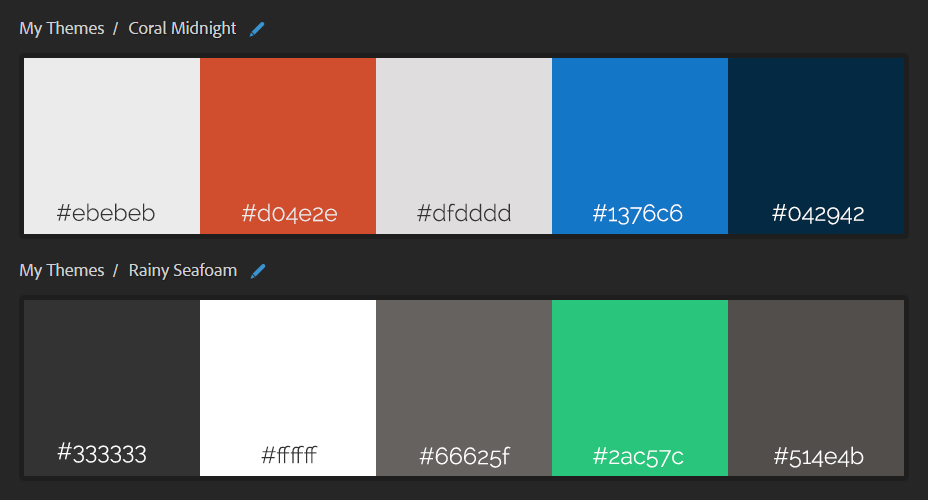 My Themes / Coral Midnight
#ebebeb #d04e2e #dfdddd #1376c6 #042942
My Themes / Rainy Seafoam
#333333 #ffffff #66625f #2ac57c #514e4b